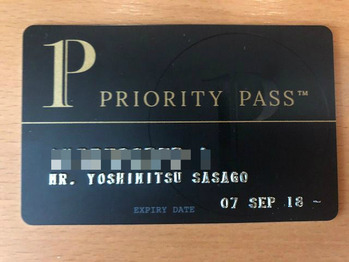 P
PRIORITY PASS™
MR. YOSHIMITSU SASAGO
07 SEP 18 ~
EXPIRY DATE